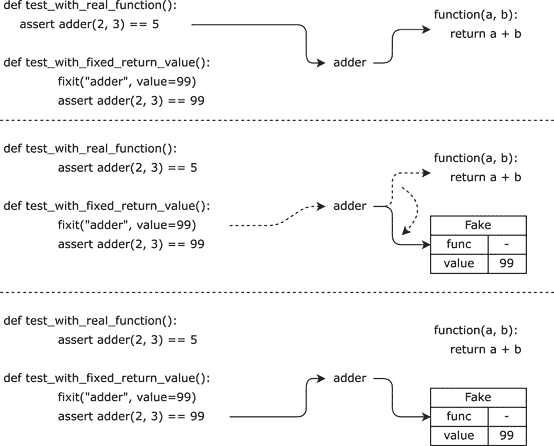 def test_with_real_function():
assert adder(2, 3) == 5
def test_with_fixed_return_value():
fixit("adder", value=99)
assert adder(2, 3) == 99
adder
function(a, b):
return a + b
def test_with_real_function():
assert adder(2, 3) == 5
def test_with_fixed_return_value():
fixit("adder", value=99)
assert adder(2, 3) == 99
adder
function(a, b):
return a + b
Fake
func -
value 99
def test_with_real_function():
assert adder(2, 3) == 5
def test_with_fixed_return_value():
fixit("adder", value=99)
assert adder(2, 3) == 99
adder
function(a, b):
return a + b
Fake
func -
value 99